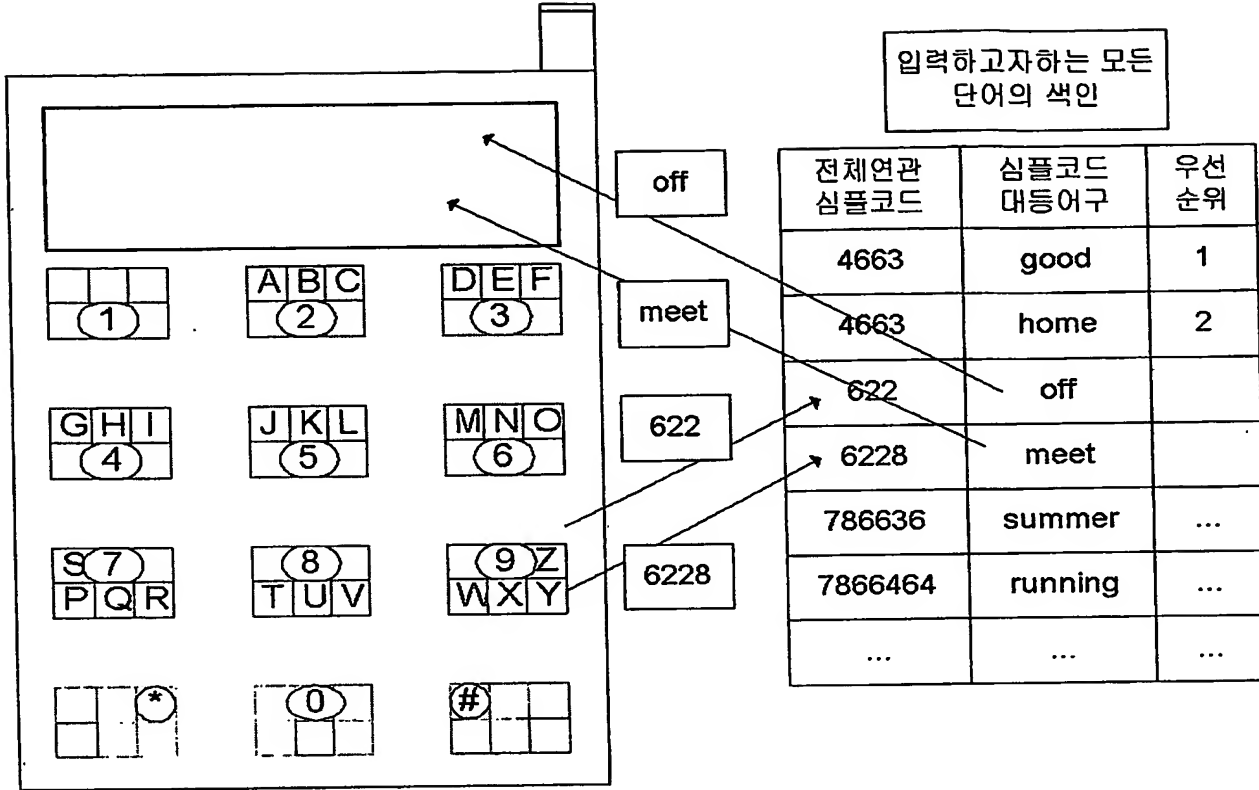 입력하고자하는 모든
단어의 색인
전체연관 심플코드 심플코드 대등어구 우선 순위
4663 good 1
4663 home 2
622 off
6228 meet
786636 summer ...
7866464 running ...
... ... ...
off
meet
622
6228
1
A B C
2
D E F
3
G H I
4
J K L
5
M N O
6
S 7
P Q R
8
T U V
9 Z
W X Y
*
0
#